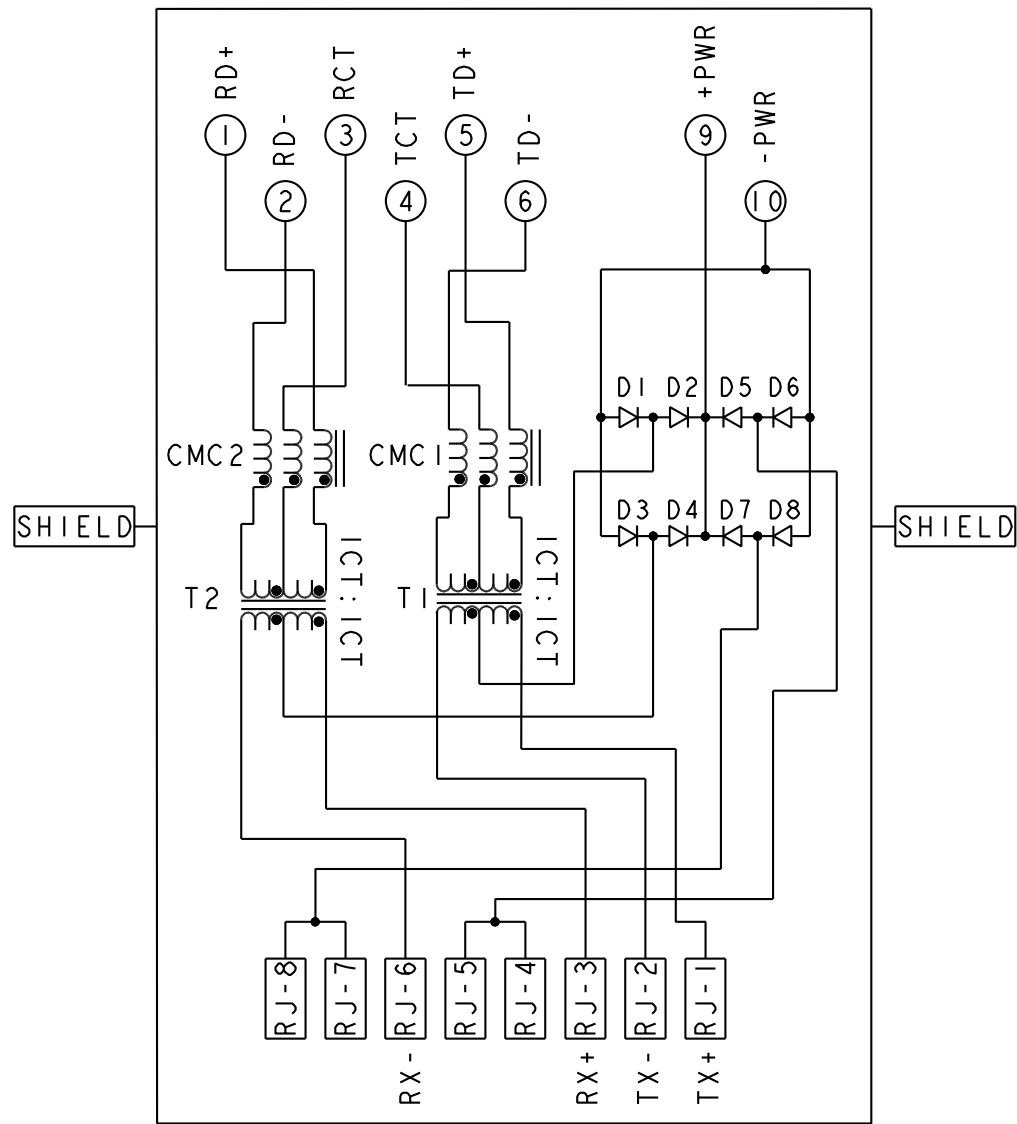 RD+
RD-
RCT
TCT
TD+
TD-
+PWR
-PWR
1
2
3
4
5
6
9
10
D1 D2 D5 D6
CMC2
CMC1
D3 D4 D7 D8
SHIELD
SHIELD
T2
1CT:1CT
T1
1CT:1CT
RJ-8
RJ-7
RJ-6
RJ-5
RJ-4
RJ-3
RJ-2
RJ-1
RX-
RX+
TX-
TX+